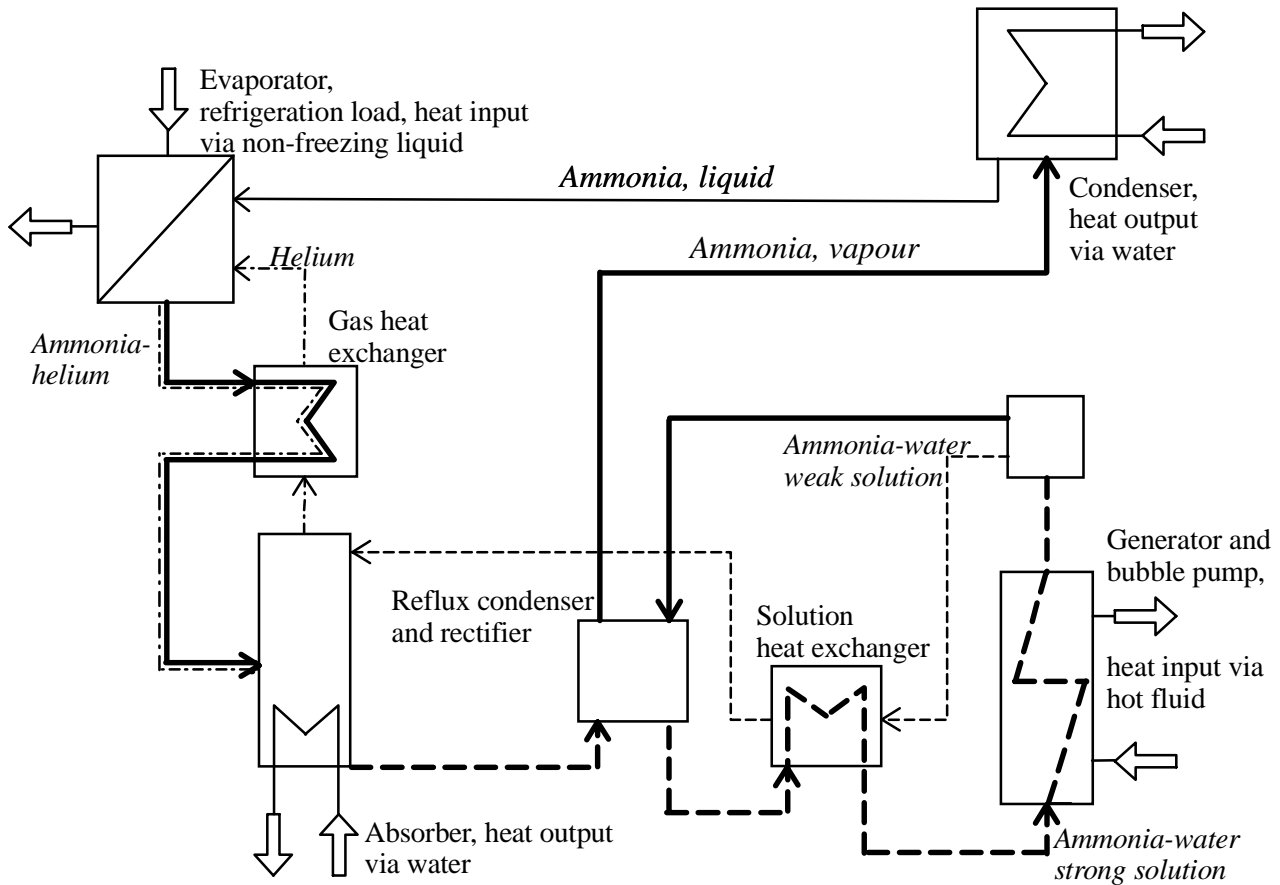 Evaporator,
refrigeration load, heat input
via non-freezing liquid
Ammonia, liquid
Condenser,
heat output
via water
Ammonia, vapour
Helium
Gas heat
exchanger
Ammonia-
helium
Ammonia-water
weak solution
Generator and
bubble pump,
heat input via
hot fluid
Reflux condenser
and rectifier
Solution
heat exchanger
Absorber, heat output
via water
Ammonia-water
strong solution